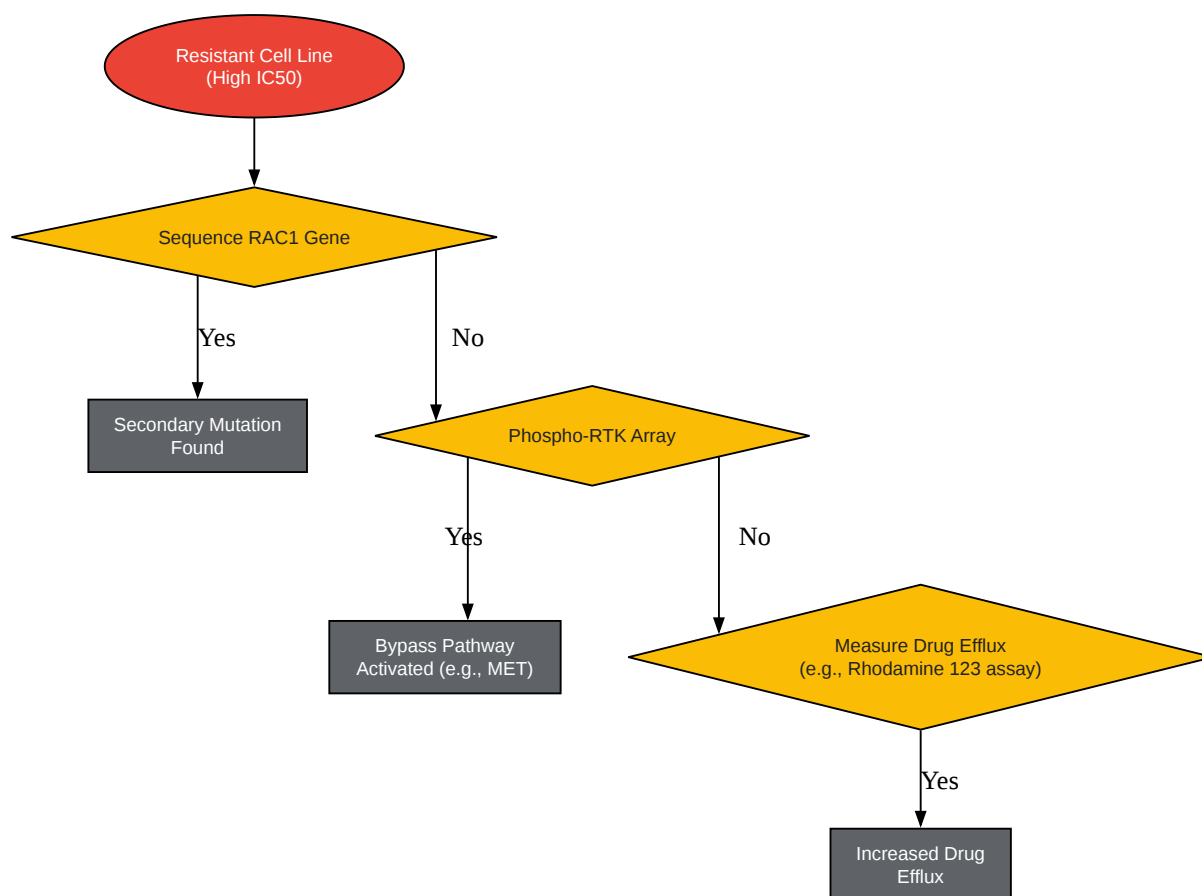 Resistant Cell Line
(High IC50)
Sequence RAC1 Gene
Yes
No
Secondary Mutation
Found
Phospho-RTK Array
Yes
No
Bypass Pathway
Activated (e.g., MET)
Measure Drug Efflux
(e.g., Rhodamine 123 assay)
Yes
Increased Drug
Efflux